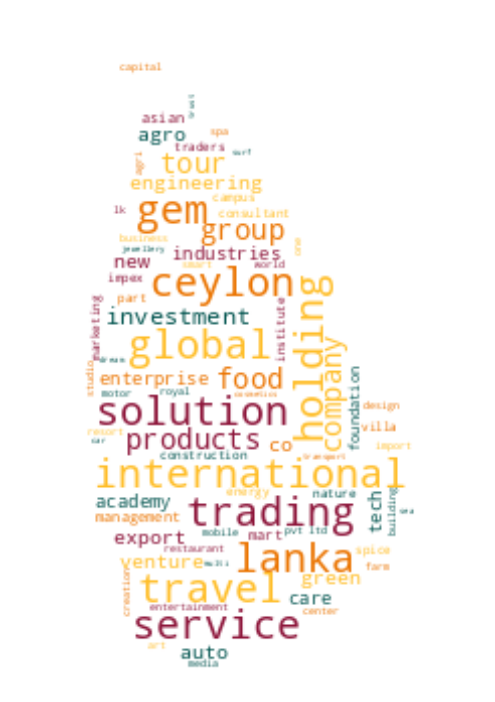 capital
trust
asian
agro
spa
traders
surf
agri
tour
engineering
campus
lk
gem
consultant
group
business
jewellery
one
new
industries
smart
world
impex
ceylon
part
holding
marketing
investment
institute
global
company
dream
studio
enterprise
food
motor
royal
cosmetics
foundation
solution
design
resort
car
products
co
villa
import
construction
transport
international
energy
nature
academy
trading
tech
building
spa
management
export
mobile
mart
pvt ltd
restaurant
lanka
spice
venture
multi
farm
creation
travel
green
care
entertainment
center
service
art
auto
media